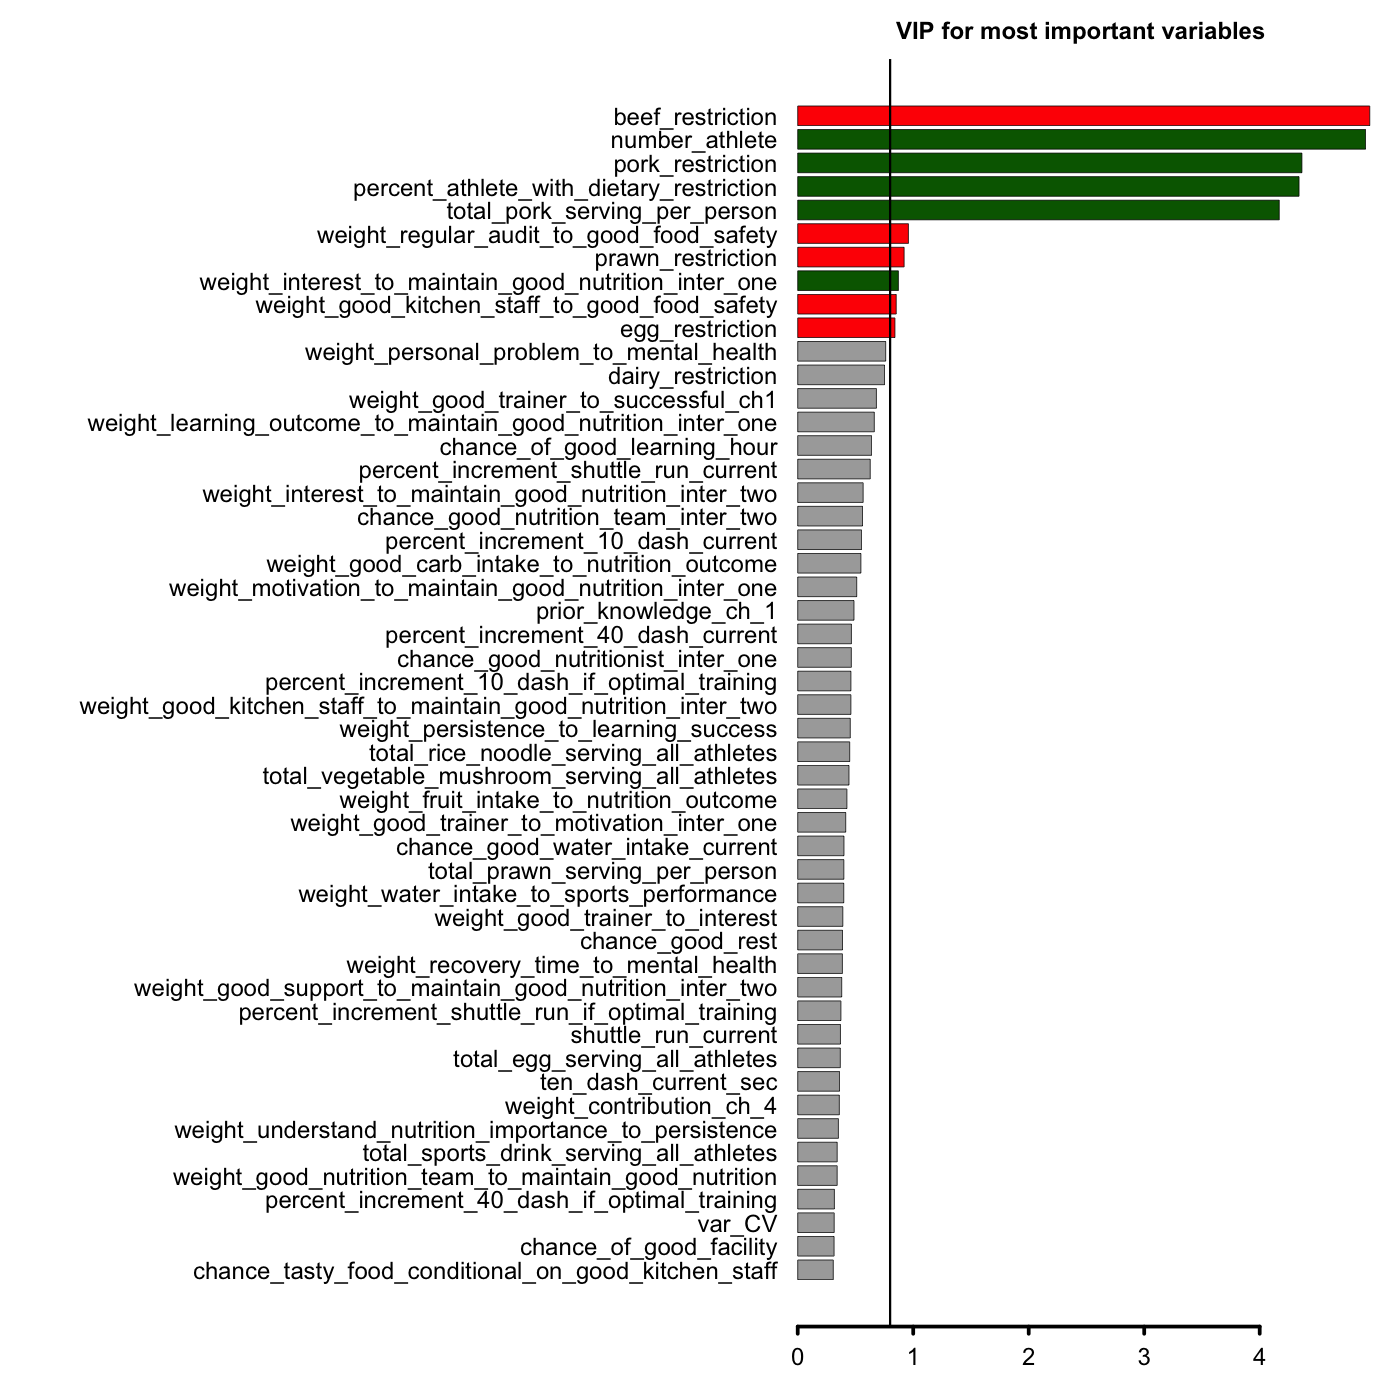 VIP for most important variables
beef_restriction
number_athlete
pork_restriction
percent_athlete_with_dietary_restriction
total_pork_serving_per_person
weight_regular_audit_to_good_food_safety
prawn_restriction
weight_interest_to_maintain_good_nutrition_inter_one
weight_good_kitchen_staff_to_good_food_safety
egg_restriction
weight_personal_problem_to_mental_health
dairy_restriction
weight_good_trainer_to_successful_ch1
weight_learning_outcome_to_maintain_good_nutrition_inter_one
chance_of_good_learning_hour
percent_increment_shuttle_run_current
weight_interest_to_maintain_good_nutrition_inter_two
chance_good_nutrition_team_inter_two
percent_increment_10_dash_current
weight_good_carb_intake_to_nutrition_outcome
weight_motivation_to_maintain_good_nutrition_inter_one
prior_knowledge_ch_1
percent_increment_40_dash_current
chance_good_nutritionist_inter_one
percent_increment_10_dash_if_optimal_training
weight_good_kitchen_staff_to_maintain_good_nutrition_inter_two
weight_persistence_to_learning_success
total_rice_noodle_serving_all_athletes
total_vegetable_mushroom_serving_all_athletes
weight_fruit_intake_to_nutrition_outcome
weight_good_trainer_to_motivation_inter_one
chance_good_water_intake_current
total_prawn_serving_per_person
weight_water_intake_to_sports_performance
weight_good_trainer_to_interest
chance_good_rest
weight_recovery_time_to_mental_health
weight_good_support_to_maintain_good_nutrition_inter_two
percent_increment_shuttle_run_if_optimal_training
shuttle_run_current
total_egg_serving_all_athletes
ten_dash_current_sec
weight_contribution_ch_4
weight_understand_nutrition_importance_to_persistence
total_sports_drink_serving_all_athletes
weight_good_nutrition_team_to_maintain_good_nutrition
percent_increment_40_dash_if_optimal_training
var_CV
chance_of_good_facility
chance_tasty_food_conditional_on_good_kitchen_staff
0 1 2 3 4